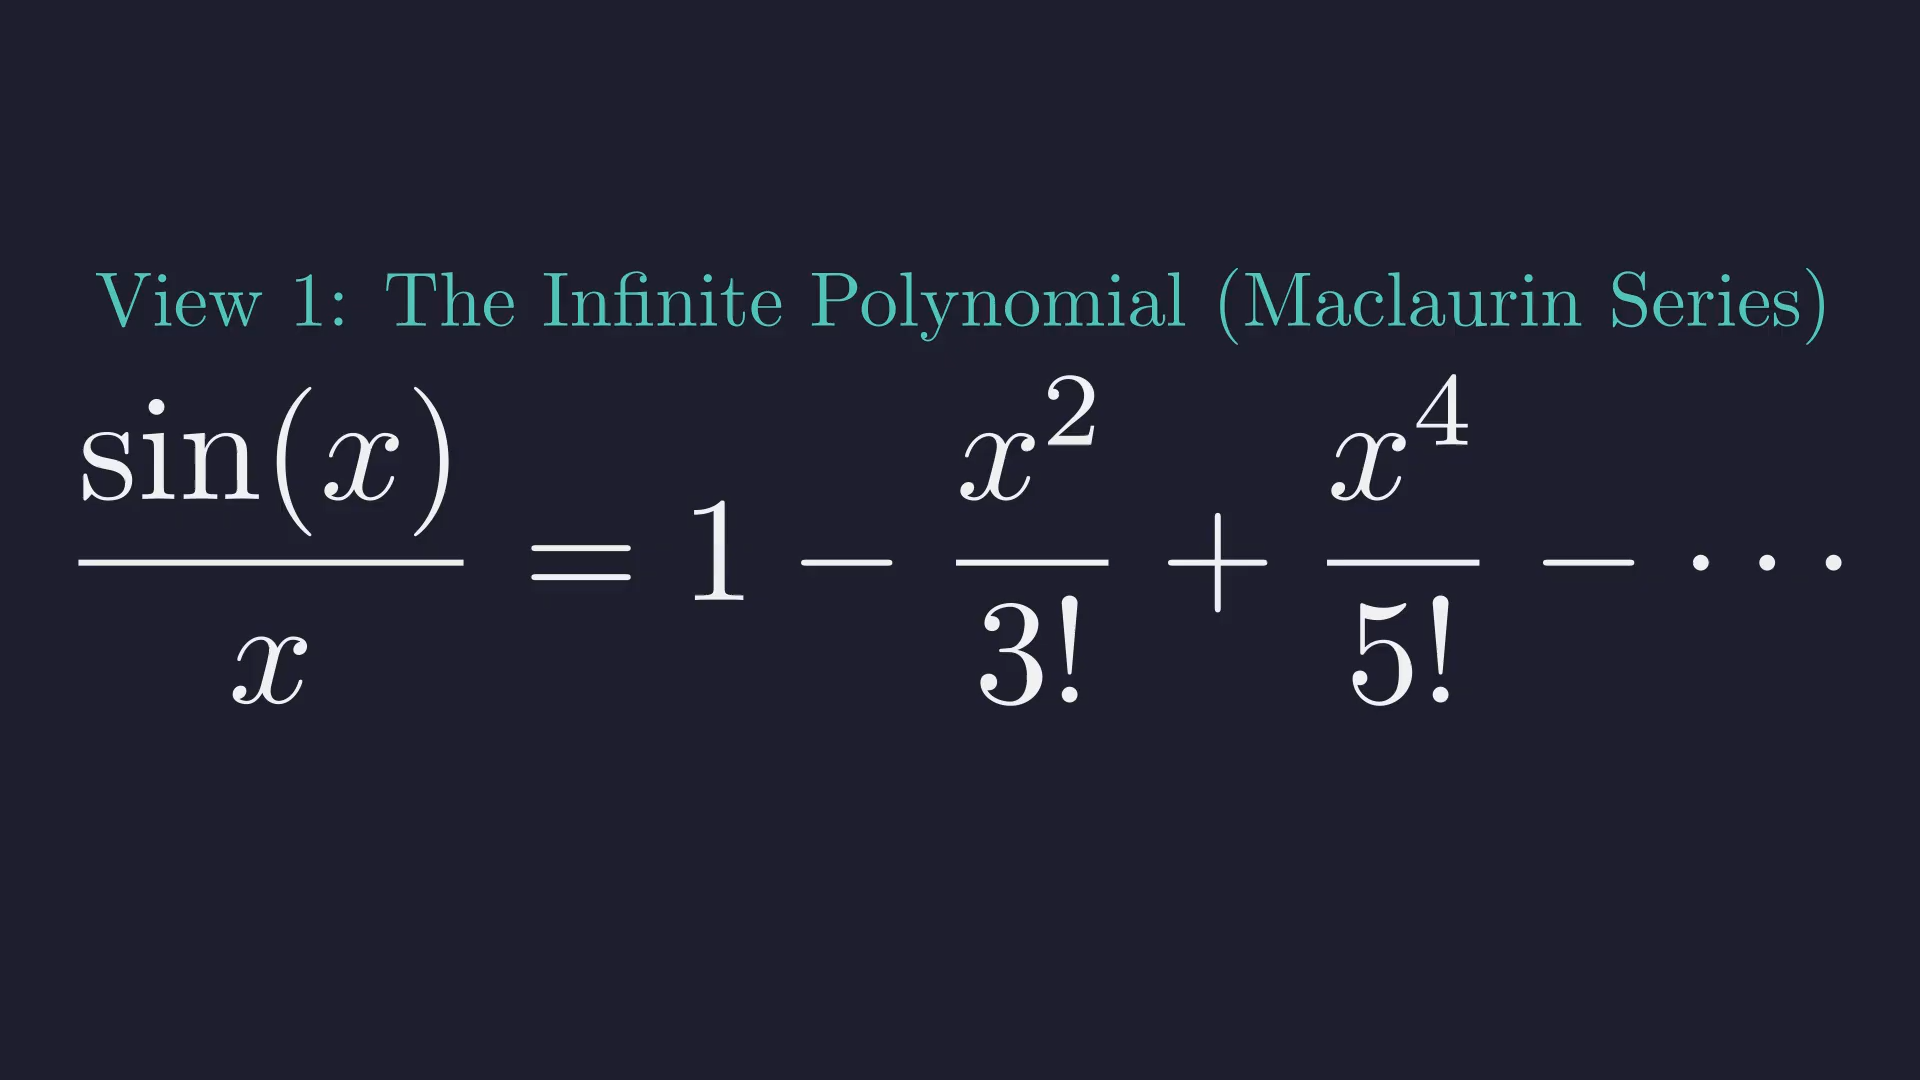 View 1: The Infinite Polynomial (Maclaurin Series)
sin(x)/x = 1 − x²/3! + x⁴/5! − ⋯